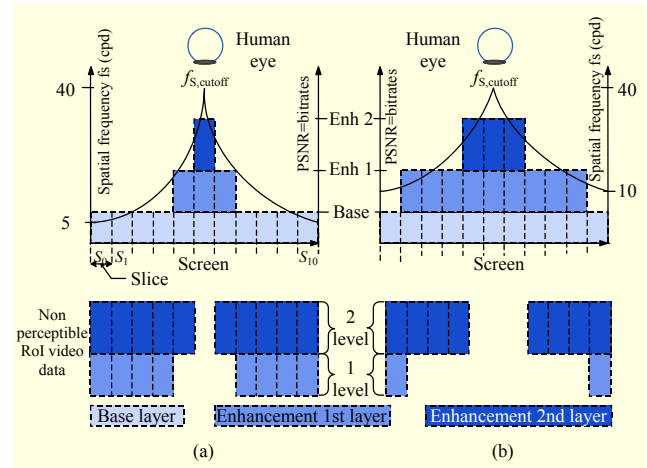 Human
eye
f_S,cutoff
Spatial frequency fs (cpd)
40
5
PSNR=bitrates
Enh 2
Enh 1
Base
S0
S1
S10
Screen
Slice
Human
eye
f_S,cutoff
PSNR=bitrates
Spatial frequency fs (cpd)
40
10
Screen
Non
perceptible
RoI video
data
2
level
1
level
Base layer
Enhancement 1st layer
Enhancement 2nd layer
(a)
(b)